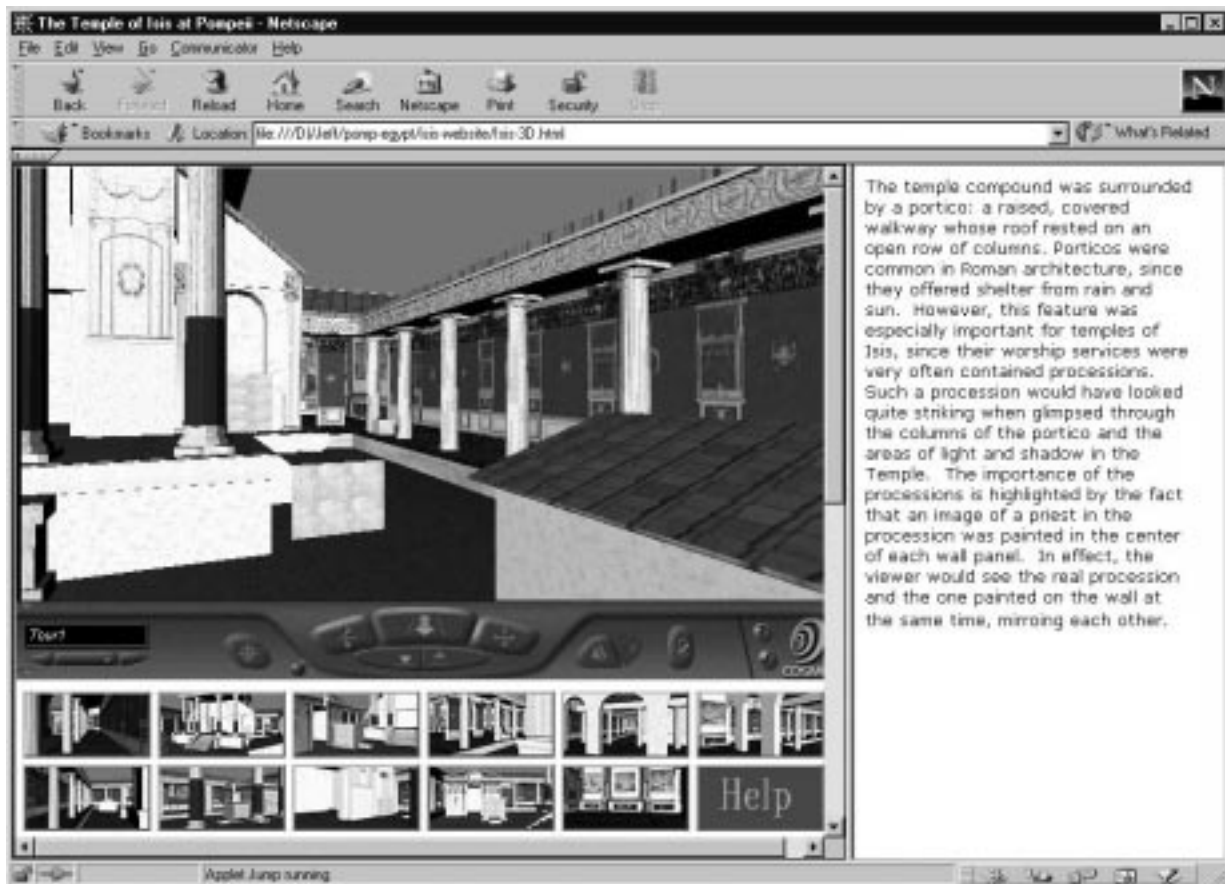 The Temple of Isis at Pompeii - Netscape
File Edit View Go Communicator Help
Back Forward Reload Home Search Netscape Print Security Stop
Bookmarks Location: file:///D|/Jleft/pomp-egypt/isis-website/Isis-3D.html What's Related
The temple compound was surrounded
by a portico: a raised, covered
walkway whose roof rested on an
open row of columns. Porticos were
common in Roman architecture, since
they offered shelter from rain and
sun. However, this feature was
especially important for temples of
Isis, since their worship services were
very often contained processions.
Such a procession would have looked
quite striking when glimpsed through
the columns of the portico and the
areas of light and shadow in the
Temple. The importance of the
processions is highlighted by the fact
that an image of a priest in the
procession was painted in the center
of each wall panel. In effect, the
viewer would see the real procession
and the one painted on the wall at
the same time, mirroing each other.
Tour1
COSMO
Help
Applet Jump running